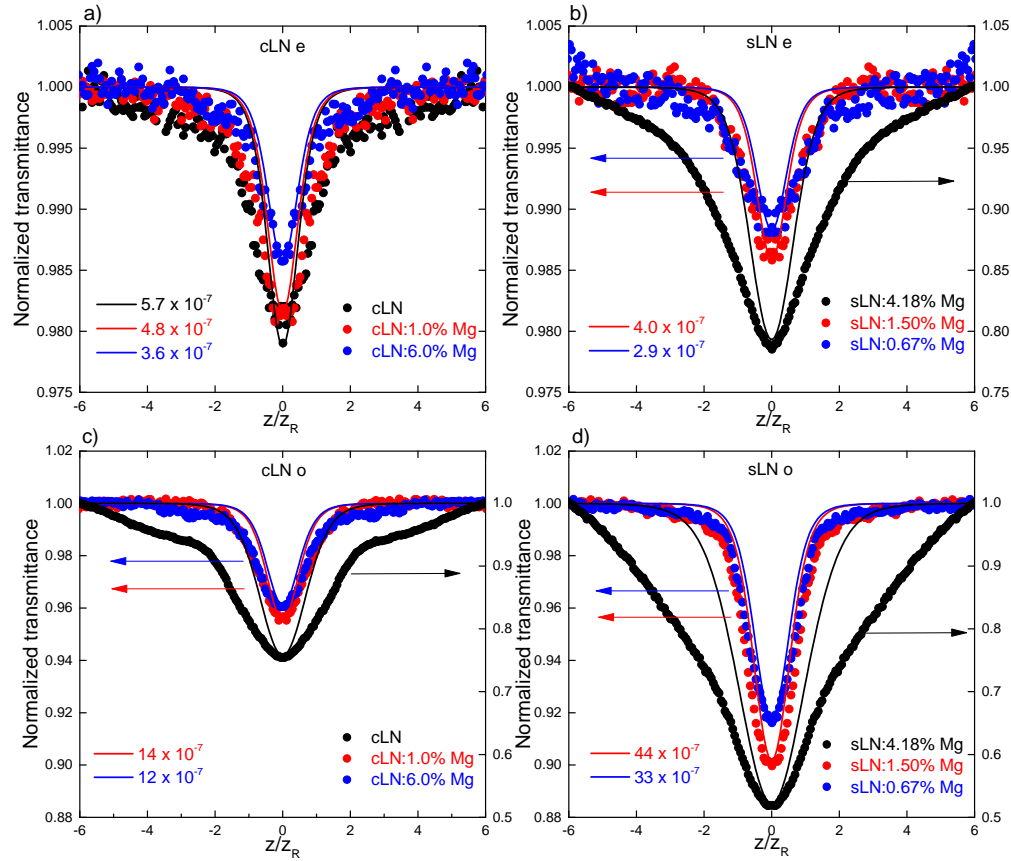 a)
cLN e
Normalized transmittance
1.005
1.000
0.995
0.990
0.985
0.980
0.975
5.7 x 10⁻⁷
4.8 x 10⁻⁷
3.6 x 10⁻⁷
cLN
cLN:1.0% Mg
cLN:6.0% Mg
-6 -4 -2 0 2 4 6
z/z_R
b)
sLN e
Normalized transmittance
1.005
1.000
0.995
0.990
0.985
0.980
0.975
1.05
1.00
0.95
0.90
0.85
0.80
0.75
4.0 x 10⁻⁷
2.9 x 10⁻⁷
sLN:4.18% Mg
sLN:1.50% Mg
sLN:0.67% Mg
-6 -4 -2 0 2 4 6
z/z_R
c)
cLN o
Normalized transmittance
1.02
1.00
0.98
0.96
0.94
0.92
0.90
0.88
1.0
0.9
0.8
0.7
0.6
0.5
14 x 10⁻⁷
12 x 10⁻⁷
cLN
cLN:1.0% Mg
cLN:6.0% Mg
-6 -4 -2 0 2 4 6
z/z_R
d)
sLN o
Normalized transmittance
1.02
1.00
0.98
0.96
0.94
0.92
0.90
0.88
1.0
0.9
0.8
0.7
0.6
0.5
44 x 10⁻⁷
33 x 10⁻⁷
sLN:4.18% Mg
sLN:1.50% Mg
sLN:0.67% Mg
-6 -4 -2 0 2 4 6
z/z_R